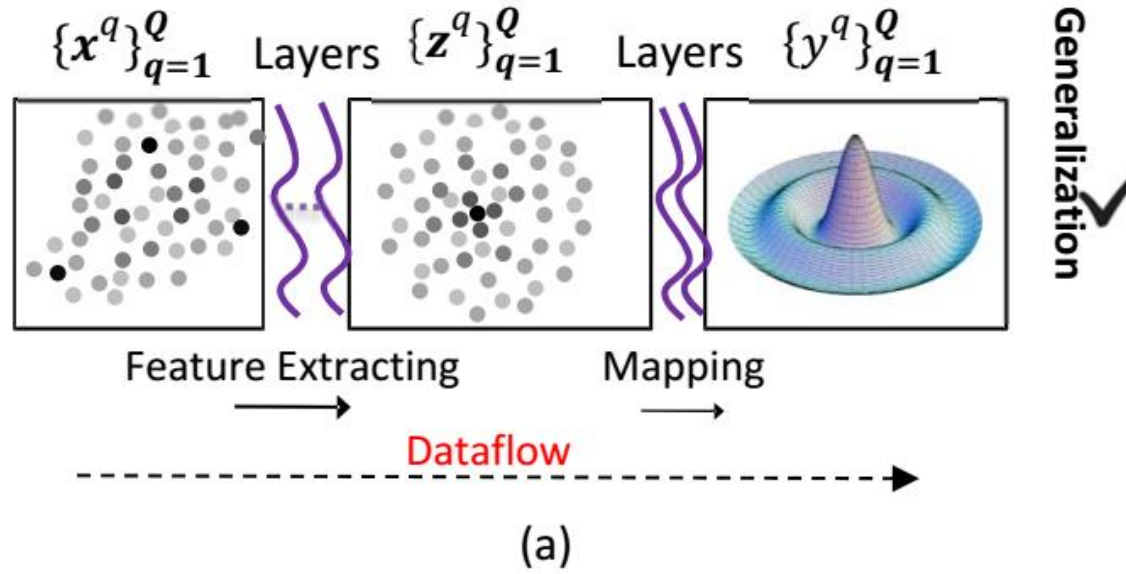 {x^q}_{q=1}^Q Layers {z^q}_{q=1}^Q Layers {y^q}_{q=1}^Q
Generalization ✓
Feature Extracting Mapping
Dataflow
(a)